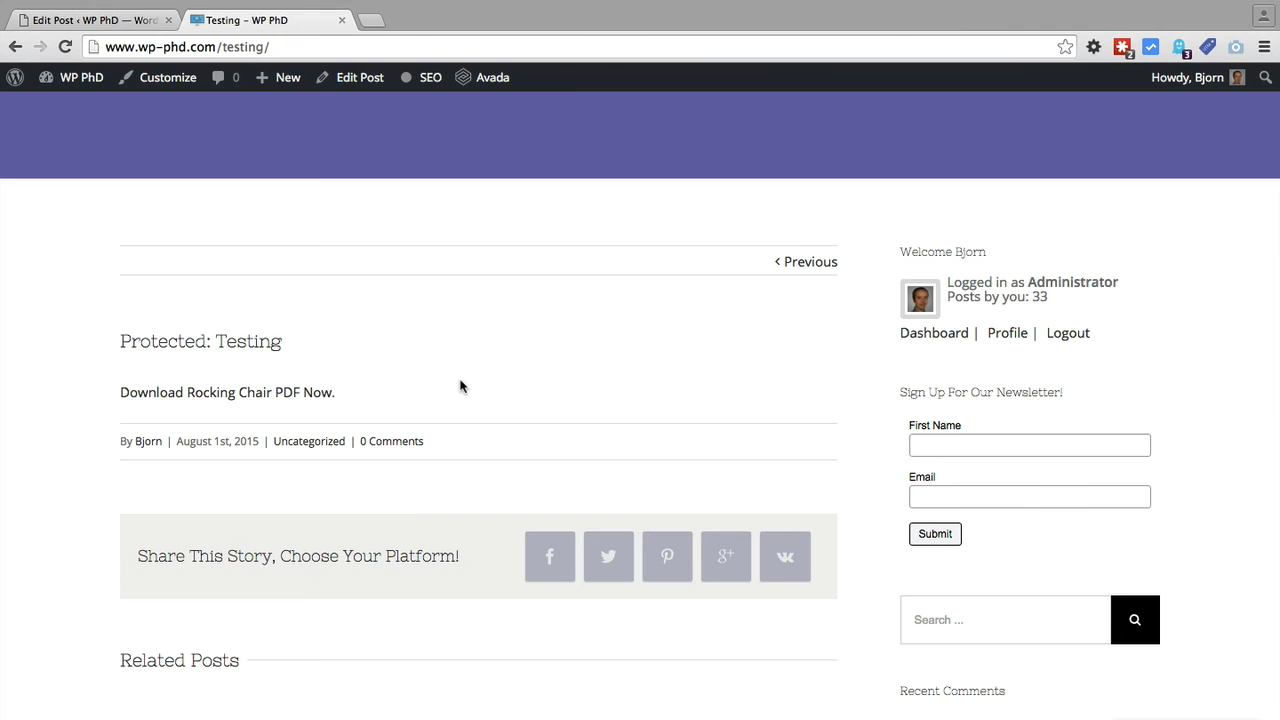 Edit Post ‹ WP PhD — Word
Testing – WP PhD
www.wp-phd.com/testing/
2
3
WP PhD
Customize
0
New
Edit Post
SEO
Avada
Howdy, Bjorn
‹ Previous
Protected: Testing
Download Rocking Chair PDF Now.
By Bjorn | August 1st, 2015 | Uncategorized | 0 Comments
Share This Story, Choose Your Platform!
Related Posts
Welcome Bjorn
Logged in as Administrator
Posts by you: 33
Dashboard | Profile | Logout
Sign Up For Our Newsletter!
First Name
Email
Submit
Search ...
Recent Comments